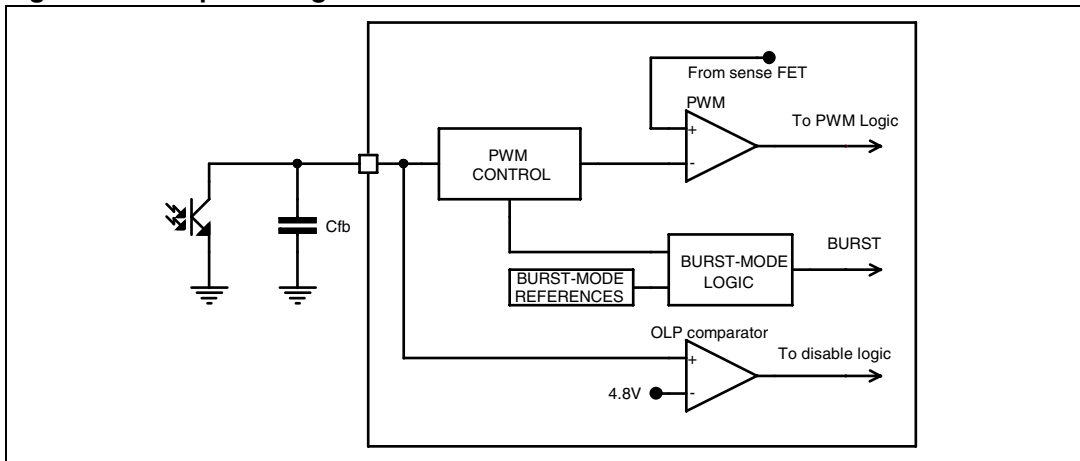 From sense FET
PWM
+
-
To PWM Logic
PWM
CONTROL
Cfb
BURST
BURST-MODE
LOGIC
BURST-MODE
REFERENCES
OLP comparator
+
-
To disable logic
4.8V